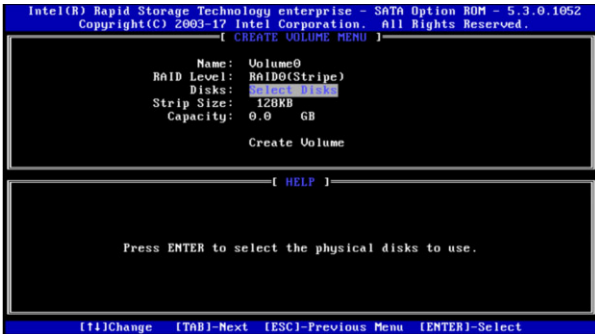 Intel(R) Rapid Storage Technology enterprise - SATA Option ROM - 5.3.0.1052
Copyright(C) 2003-17 Intel Corporation. All Rights Reserved.
[ CREATE VOLUME MENU ]
Name: Volume0
RAID Level: RAID0(Stripe)
Disks: Select Disks
Strip Size: 128KB
Capacity: 0.0 GB
Create Volume
[ HELP ]
Press ENTER to select the physical disks to use.
[↑↓]Change [TAB]-Next [ESC]-Previous Menu [ENTER]-Select